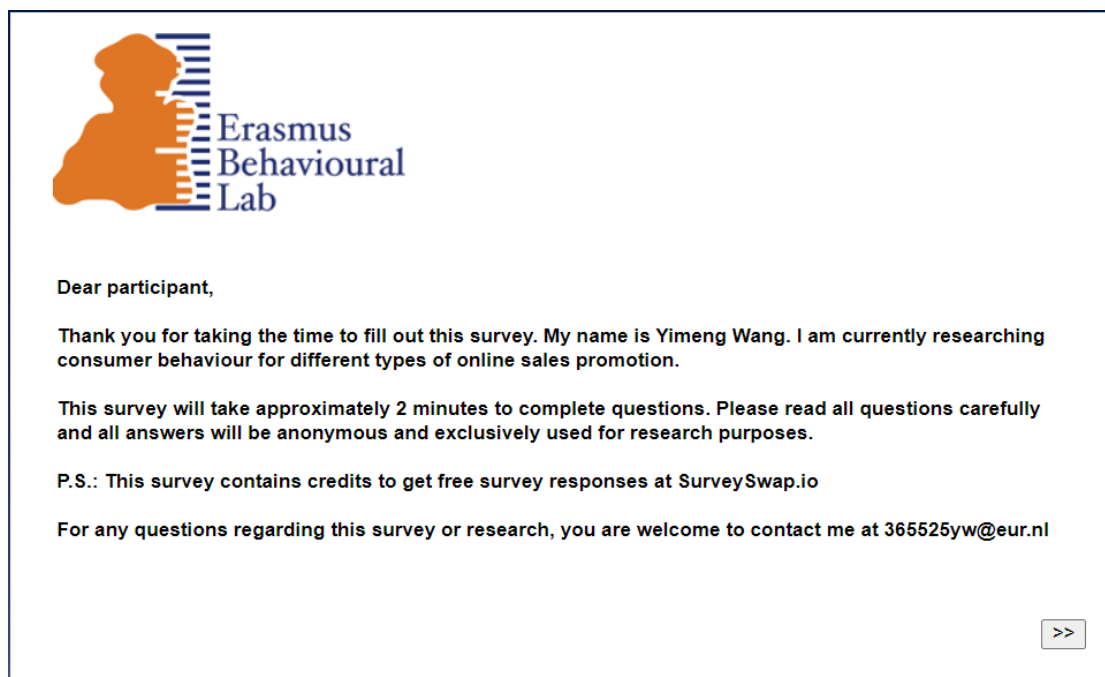 Erasmus
Behavioural
Lab
Dear participant,
Thank you for taking the time to fill out this survey. My name is Yimeng Wang. I am currently researching
consumer behaviour for different types of online sales promotion.
This survey will take approximately 2 minutes to complete questions. Please read all questions carefully
and all answers will be anonymous and exclusively used for research purposes.
P.S.: This survey contains credits to get free survey responses at SurveySwap.io
For any questions regarding this survey or research, you are welcome to contact me at 365525yw@eur.nl
>>